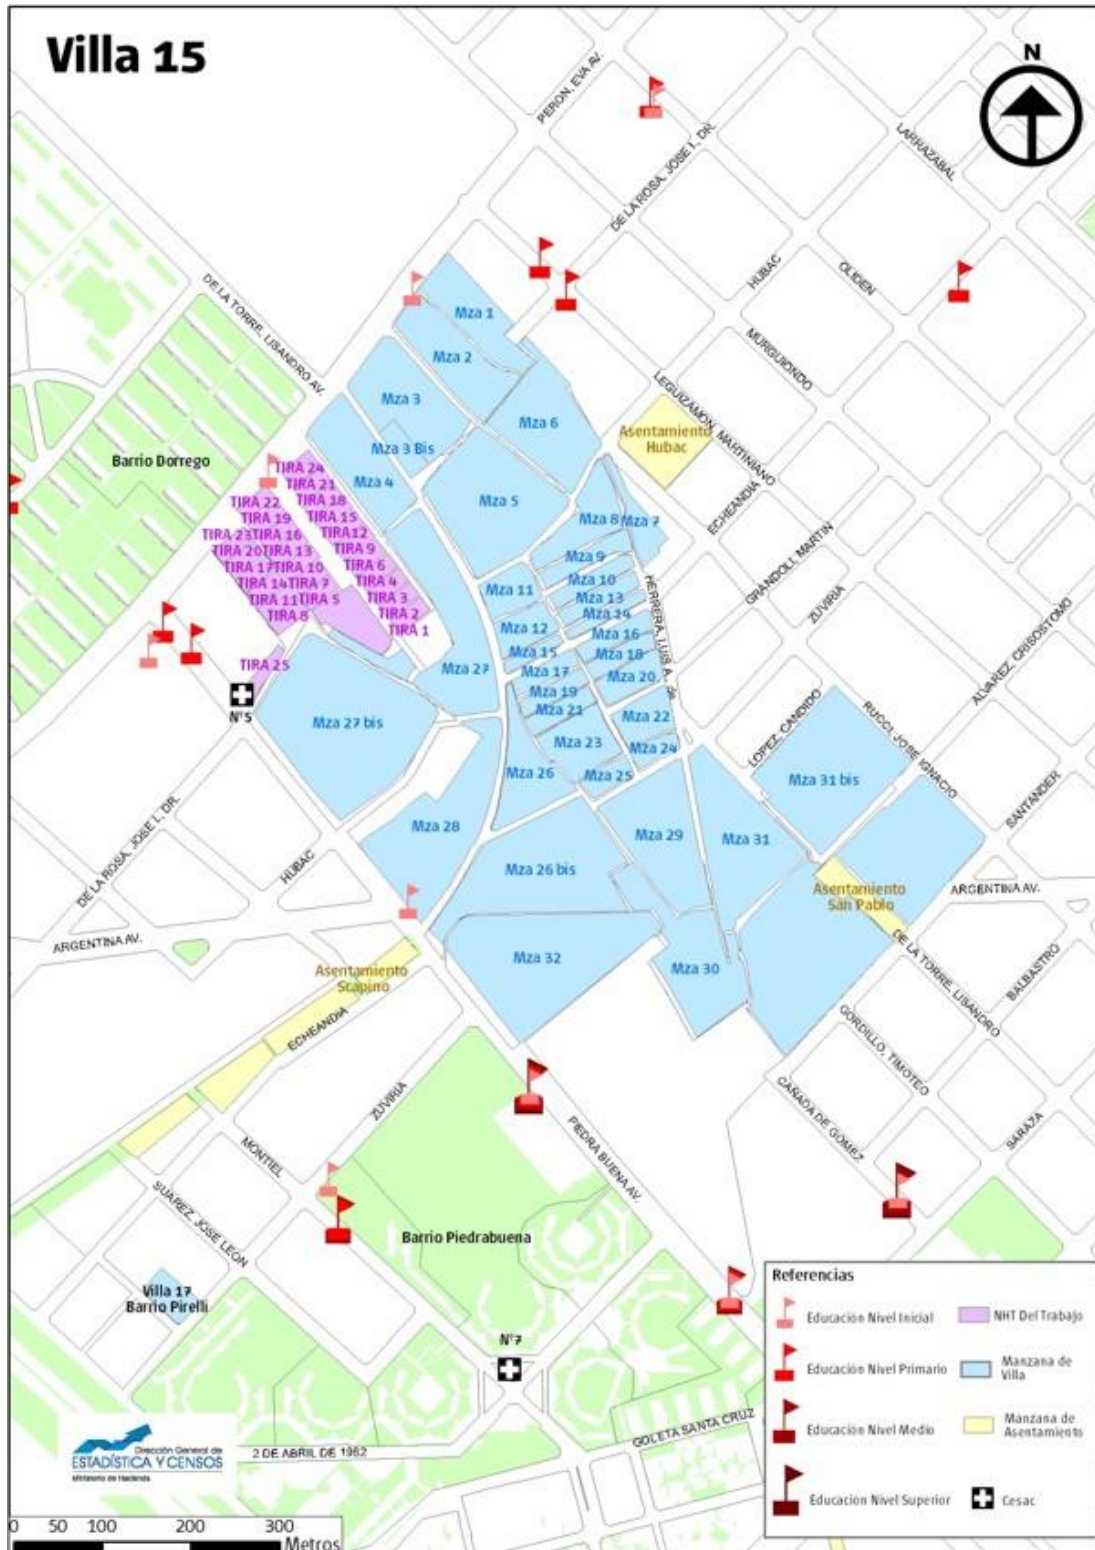 Villa 15
N
PERON, EVA AV.
DE LA ROSA, JOSE I., DR.
LARRAZABAL
HUBAC
OLIDEN
MURGUIONDO
DE LA TORRE, LISANDRO AV.
LEGUIZAMON, MARTINIANO
ECHEANDIA
GRANDOLI, MARTIN
ZUVIRIA
ALVAREZ, CRISOSTOMO
Mza 1
Mza 2
Mza 3
Mza 3 Bis
Mza 4
Mza 5
Mza 6
Asentamiento
Hubac
Barrio Dorrego
TIRA 24
TIRA 21
TIRA 22
TIRA 18
TIRA 19
TIRA 15
TIRA 23
TIRA 16
TIRA12
TIRA 20
TIRA 13
TIRA 9
TIRA 17
TIRA 10
TIRA 6
TIRA 14
TIRA 7
TIRA 4
TIRA 11
TIRA 5
TIRA 3
TIRA 8
TIRA 2
TIRA 1
TIRA 25
Mza 8
Mza 7
Mza 9
Mza 10
Mza 11
Mza 13
Mza 14
Mza 12
Mza 16
Mza 15
Mza 18
Mza 17
Mza 20
Mza 19
Mza 21
Mza 22
Mza 23
Mza 24
Mza 25
Mza 26
Mza 27
Mza 27 bis
HERRERA, LUIS A. de
N°5
LOPEZ, CANDIDO
RUCCI, JOSE IGNACIO
SANTANDER
Mza 31 bis
Mza 28
Mza 29
Mza 31
Mza 26 bis
DE LA ROSA, JOSE I., DR.
HUBAC
Asentamiento
San Pablo
ARGENTINA AV.
ARGENTINA AV.
Asentamiento
Scapino
Mza 32
Mza 30
DE LA TORRE, LISANDRO
BALBASTRO
ECHEANDIA
GORDILLO, TIMOTEO
CAÑADA DE GOMEZ
SARAZA
ZUVIRIA
PIEDRA BUENA AV.
MONTIEL
SUAREZ, JOSE LEON
Barrio Piedrabuena
Villa 17
Barrio Pirelli
N°7
2 DE ABRIL DE 1982
GOLETA SANTA CRUZ
Referencias
Educación Nivel Inicial
NHT Del Trabajo
Educación Nivel Primario
Manzana de
Villa
Educación Nivel Medio
Manzana de
Asentamiento
Educación Nivel Superior
Cesac
Dirección General de
ESTADÍSTICA Y CENSOS
Ministerio de Hacienda
0 50 100 200 300
Metros